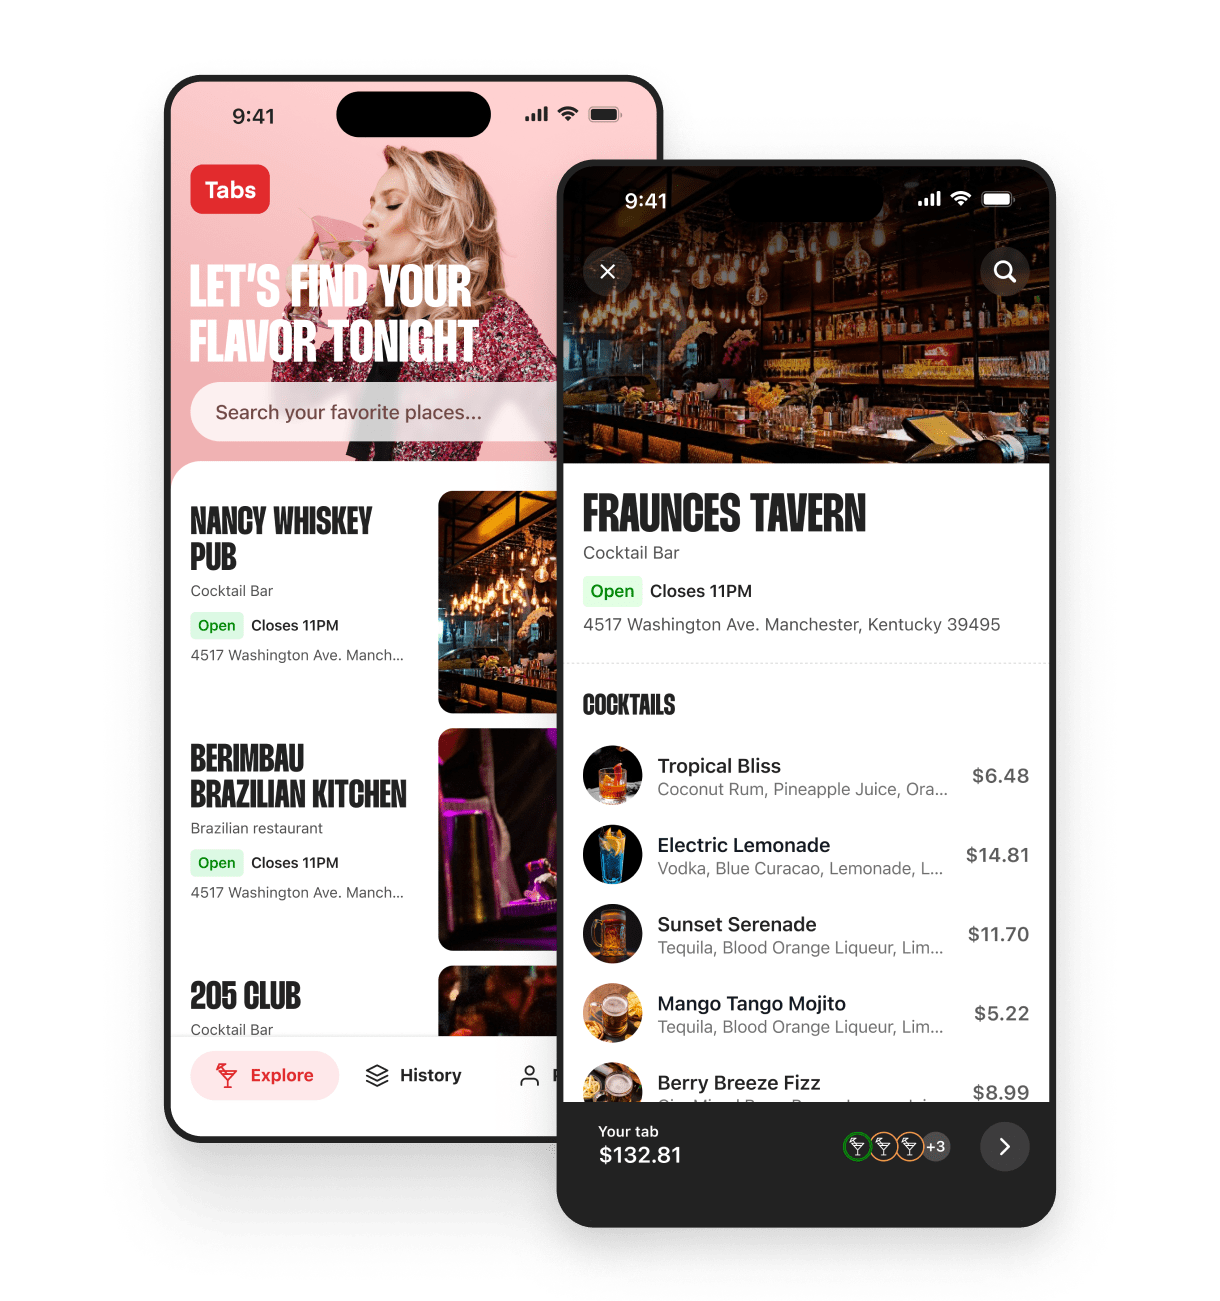 9:41
Tabs
LET'S FIND YOUR
FLAVOR TONIGHT
Search your favorite places...
NANCY WHISKEY
PUB
Cocktail Bar
Open Closes 11PM
4517 Washington Ave. Manch...
BERIMBAU
BRAZILIAN KITCHEN
Brazilian restaurant
Open Closes 11PM
4517 Washington Ave. Manch...
205 CLUB
Cocktail Bar
Explore
History
9:41
FRAUNCES TAVERN
Cocktail Bar
Open Closes 11PM
4517 Washington Ave. Manchester, Kentucky 39495
COCKTAILS
Tropical Bliss
Coconut Rum, Pineapple Juice, Ora...
$6.48
Electric Lemonade
Vodka, Blue Curacao, Lemonade, L...
$14.81
Sunset Serenade
Tequila, Blood Orange Liqueur, Lim...
$11.70
Mango Tango Mojito
Tequila, Blood Orange Liqueur, Lim...
$5.22
Berry Breeze Fizz
$8.99
Your tab
$132.81
+3